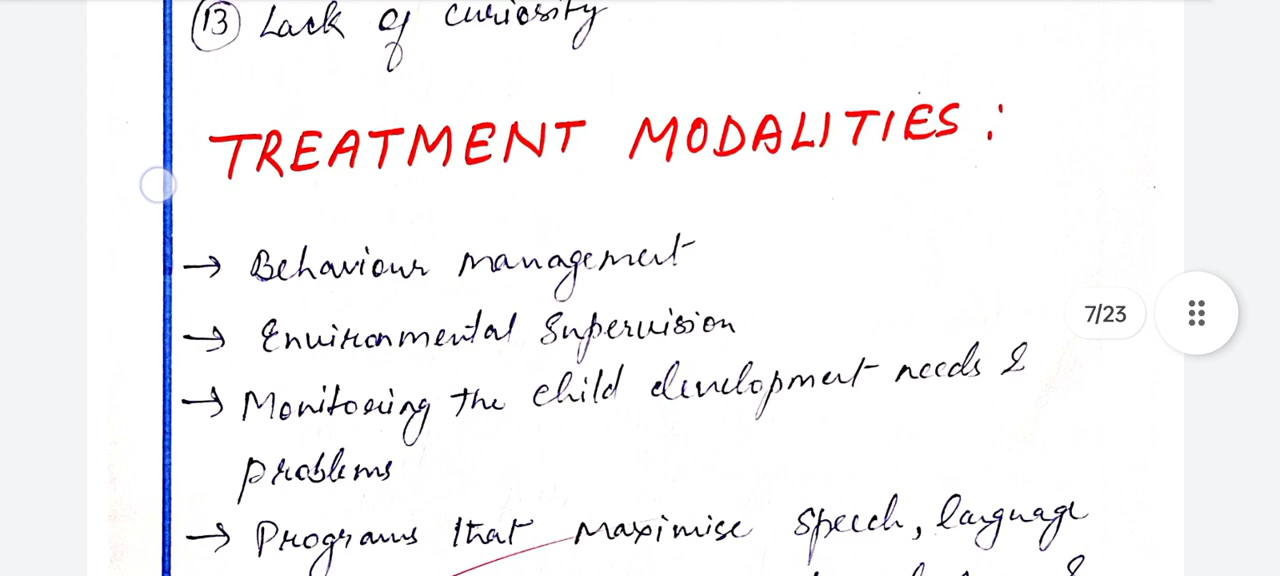 (13) Lack of curiosity
TREATMENT MODALITIES :
→ Behaviour management
→ Environmental Supervision
7/23
→ Monitoring the child development needs &
problems
→ Programs that maximise speech, language